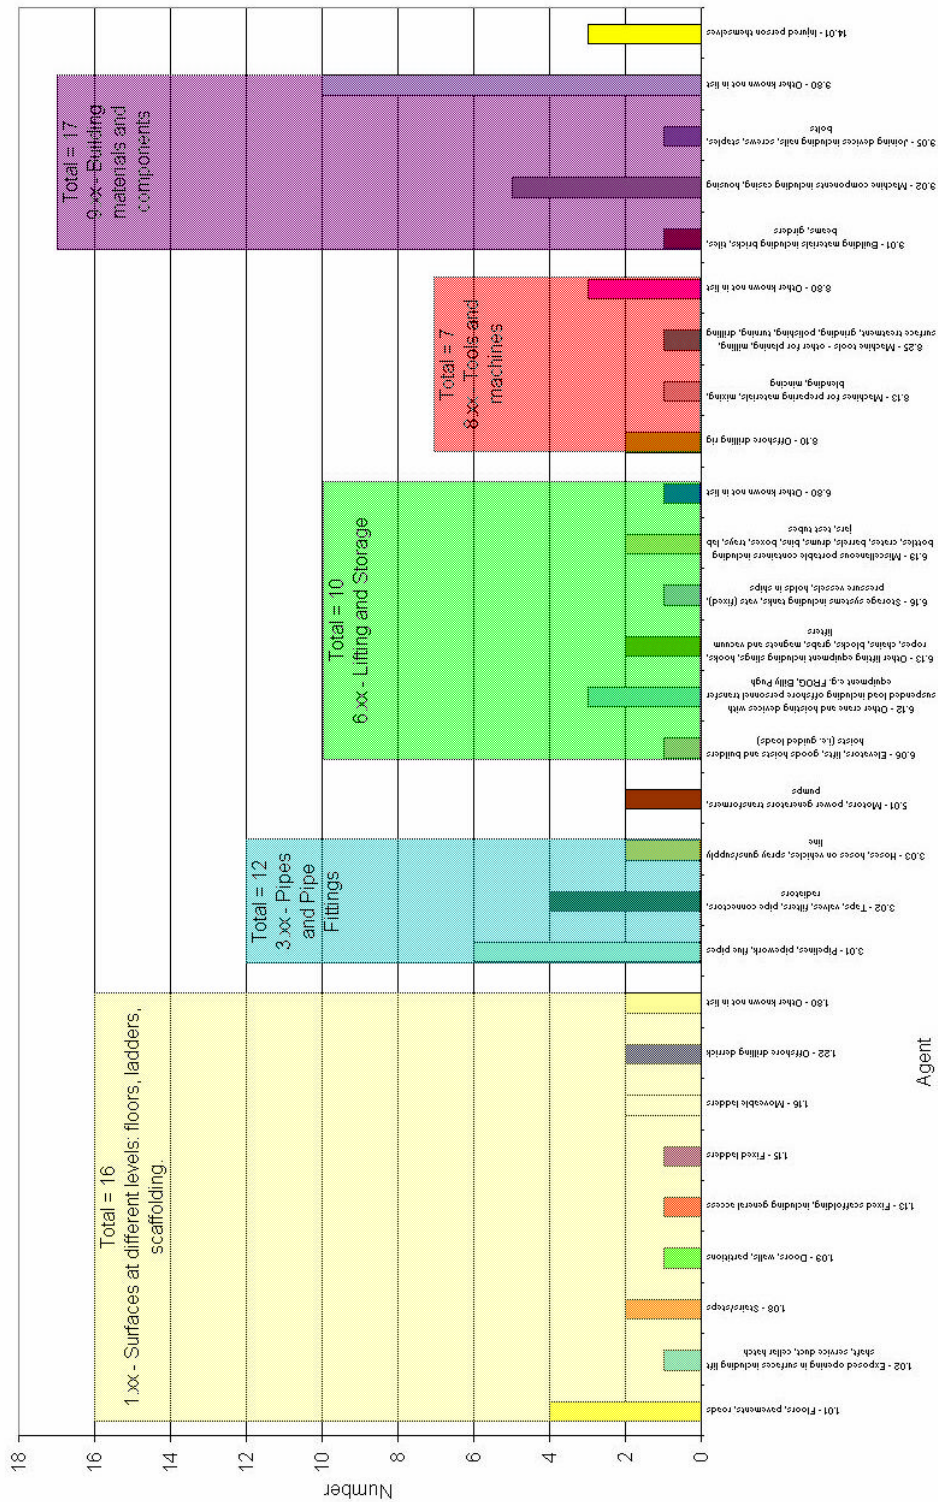 Total = 16
1.xx - Surfaces at different levels: floors, ladders,
scaffolding.
Total = 12
3.xx - Pipes
and Pipe
Fittings
Total = 10
6.xx - Lifting and Storage
Total = 7
8.xx - Tools and
machines
Total = 17
9.xx - Building
materials and
components
18
16
14
12
10
8
6
4
2
0
Number
1.01 - Floors, pavements, roads
1.02 - Exposed opening in surfaces including lift
shaft, service duct, cellar hatch
1.08 - Stairs/steps
1.09 - Doors, walls, partitions
1.13 - Fixed scaffolding, including general access
1.15 - Fixed ladders
1.16 - Moveable ladders
1.22 - Offshore drilling derrick
1.80 - Other known not in list
3.01 - Pipelines, pipework, flue pipes
3.02 - Taps, valves, filters, pipe connectors,
radiators
3.03 - Hoses, hoses on vehicles, spray guns/supply
line
5.01 - Motors, power generators transformers,
pumps
6.06 - Elevators, lifts, goods hoists and builders
hoists (i.e. guided loads)
6.12 - Other crane and hoisting devices with
suspended load including offshore personnel transfer
equipment e.g. FROG, Billy Pugh
6.13 - Other lifting equipment including slings, hooks,
ropes, chains, blocks, grabs, magnets and vacuum
lifters
6.16 - Storage systems including tanks, vats (fixed),
pressure vessels, holds in ships
6.19 - Miscellaneous portable containers including
bottles, crates, barrels, drums, bins, boxes, trays, lab
jars, test tubes
6.80 - Other known not in list
8.10 - Offshore drilling rig
8.13 - Machines for preparing materials, mixing,
blending, mincing
8.25 - Machine tools - other for planing, milling,
surface treatment, grinding, polishing, turning, drilling
8.80 - Other known not in list
9.01 - Building materials including bricks, tiles,
beams, girders
9.02 - Machine components including casing, housing
9.05 - Joining devices including nails, screws, staples,
bolts
9.80 - Other known not in list
14.01 - Injured person themselves
Agent